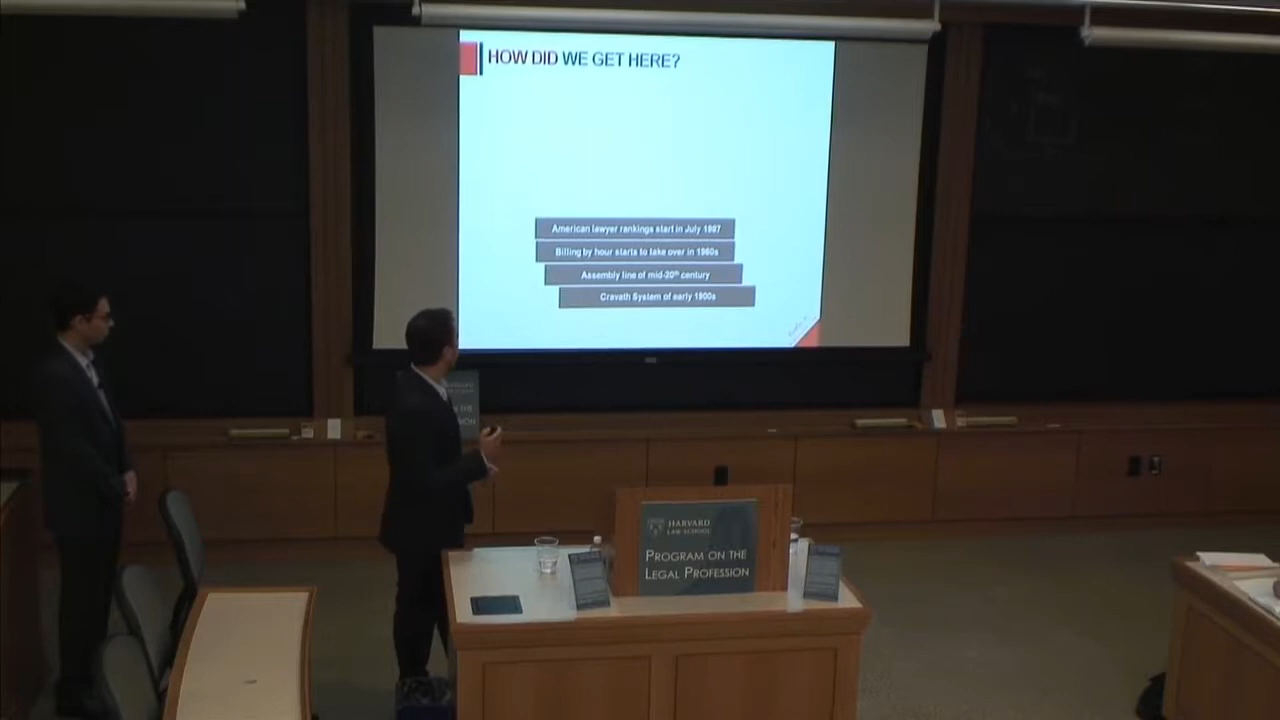 HOW DID WE GET HERE?
American lawyer rankings start in July 1987
Billing by hour starts to take over in 1960s
Assembly line of mid-20th century
Cravath System of early 1900s
HARVARD
LAW SCHOOL
PROGRAM ON THE
LEGAL PROFESSION